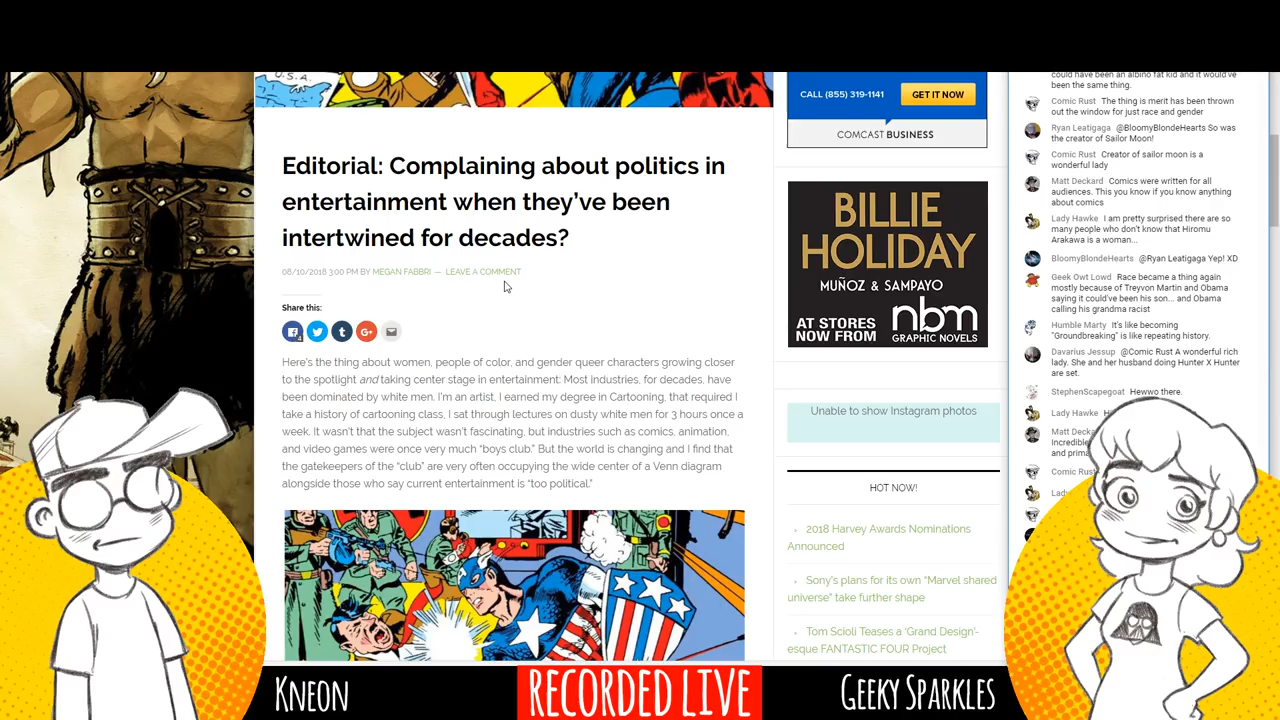 U.S.A.
Editorial: Complaining about politics in
entertainment when they've been
intertwined for decades?
08/10/2018 3:00 PM BY MEGAN FABBRI — LEAVE A COMMENT
Share this:
Here's the thing about women, people of color, and gender queer characters growing closer
to the spotlight and taking center stage in entertainment: Most industries, for decades, have
been dominated by white men. I'm an artist, I earned my degree in Cartooning, that required I
take a history of cartooning class, I sat through lectures on dusty white men for 3 hours once a
week. It wasn't that the subject wasn't fascinating, but industries such as comics, animation,
and video games were once very much "boys club." But the world is changing and I find that
the gatekeepers of the "club" are very often occupying the wide center of a Venn diagram
alongside those who say current entertainment is "too political."
CALL (855) 319-1141
GET IT NOW
COMCAST BUSINESS
BILLIE
HOLIDAY
MUÑOZ & SAMPAYO
AT STORES
NOW FROM
nbm
GRAPHIC NOVELS
Unable to show Instagram photos
HOT NOW!
2018 Harvey Awards Nominations
Announced
Sony's plans for its own "Marvel shared
universe" take further shape
Tom Scioli Teases a 'Grand Design'-
esque FANTASTIC FOUR Project
could have been an albino fat kid and it would've
been the same thing.
Comic Rust The thing is merit has been thrown
out the window for just race and gender
Ryan Leatigaga @BloomyBlondeHearts So was
the creator of Sailor Moon!
Comic Rust Creator of sailor moon is a
wonderful lady
Matt Deckard Comics were written for all
audiences. This you know if you know anything
about comics
Lady Hawke I am pretty surprised there are so
many people who don't know that Hiromu
Arakawa is a woman...
BloomyBlondeHearts @Ryan Leatigaga Yep! XD
Geek Owt Lowd Race became a thing again
mostly because of Treyvon Martin and Obama
saying it could've been his son... and Obama
calling his grandma racist
Humble Marty It's like becoming
"Groundbreaking" is like repeating history.
Davarius Jessup @Comic Rust A wonderful rich
lady. She and her husband doing Hunter X Hunter
are set.
StephenScapegoat Hewwo there.
Lady Hawke
Matt
Incredible
and
Comic
KNEON
RECORDED LIVE
GEEKY SPARKLES